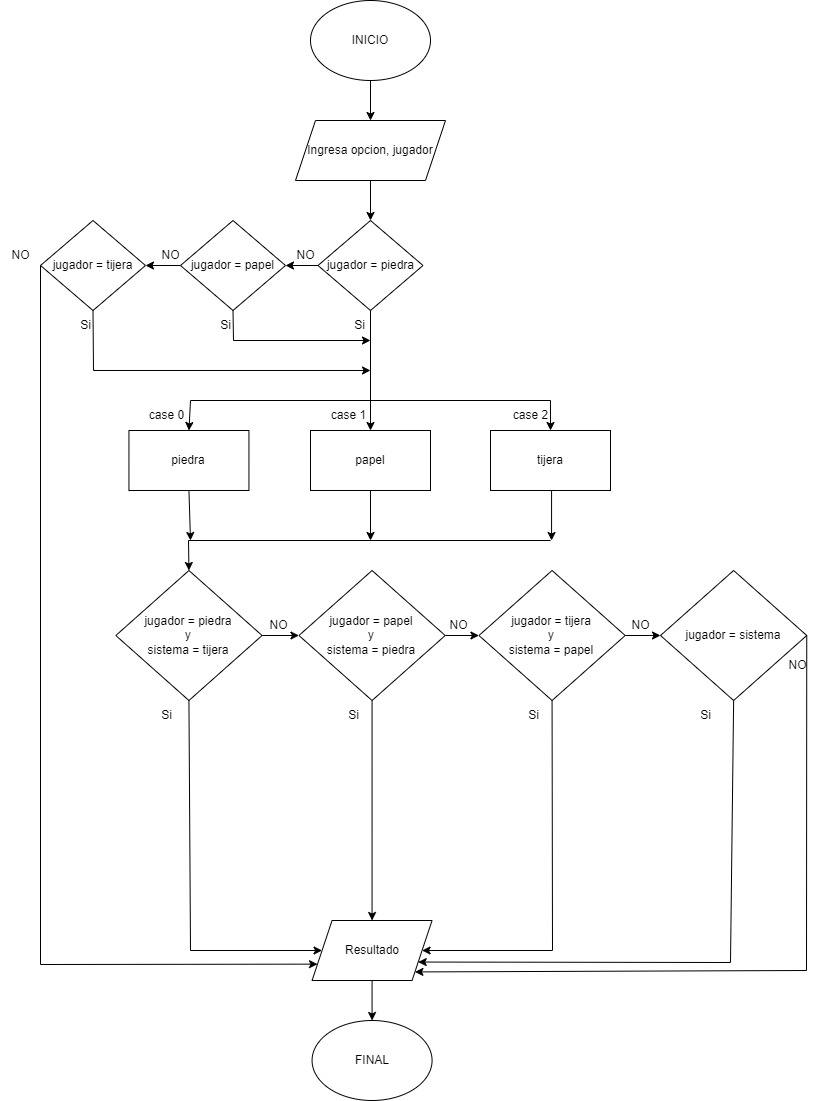 INICIO
Ingresa opcion, jugador
NO
jugador = tijera
NO
jugador = papel
NO
jugador = piedra
Si
Si
Si
case 0
case 1
case 2
piedra
papel
tijera
jugador = piedra
y
sistema = tijera
NO
jugador = papel
y
sistema = piedra
NO
jugador = tijera
y
sistema = papel
NO
jugador = sistema
NO
Si
Si
Si
Si
Resultado
FINAL